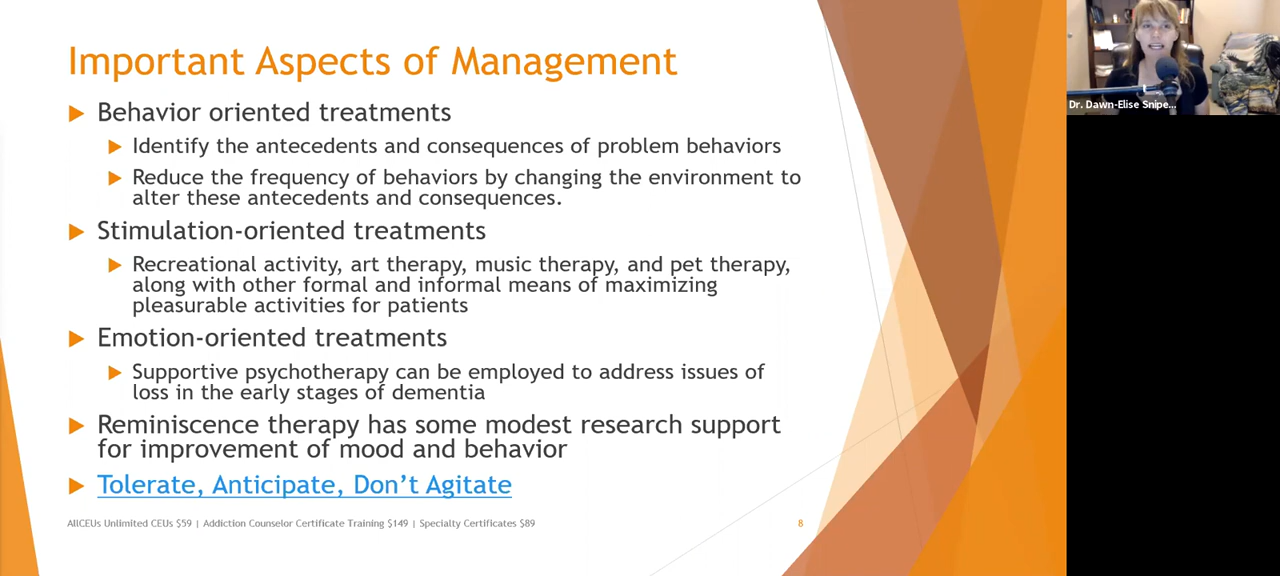 Important Aspects of Management
Behavior oriented treatments
Identify the antecedents and consequences of problem behaviors
Reduce the frequency of behaviors by changing the environment to
alter these antecedents and consequences.
Stimulation-oriented treatments
Recreational activity, art therapy, music therapy, and pet therapy,
along with other formal and informal means of maximizing
pleasurable activities for patients
Emotion-oriented treatments
Supportive psychotherapy can be employed to address issues of
loss in the early stages of dementia
Reminiscence therapy has some modest research support
for improvement of mood and behavior
Tolerate, Anticipate, Don’t Agitate
AllCEUs Unlimited CEUs $59 | Addiction Counselor Certificate Training $149 | Specialty Certificates $89
8
Dr. Dawn-Elise Snipe...